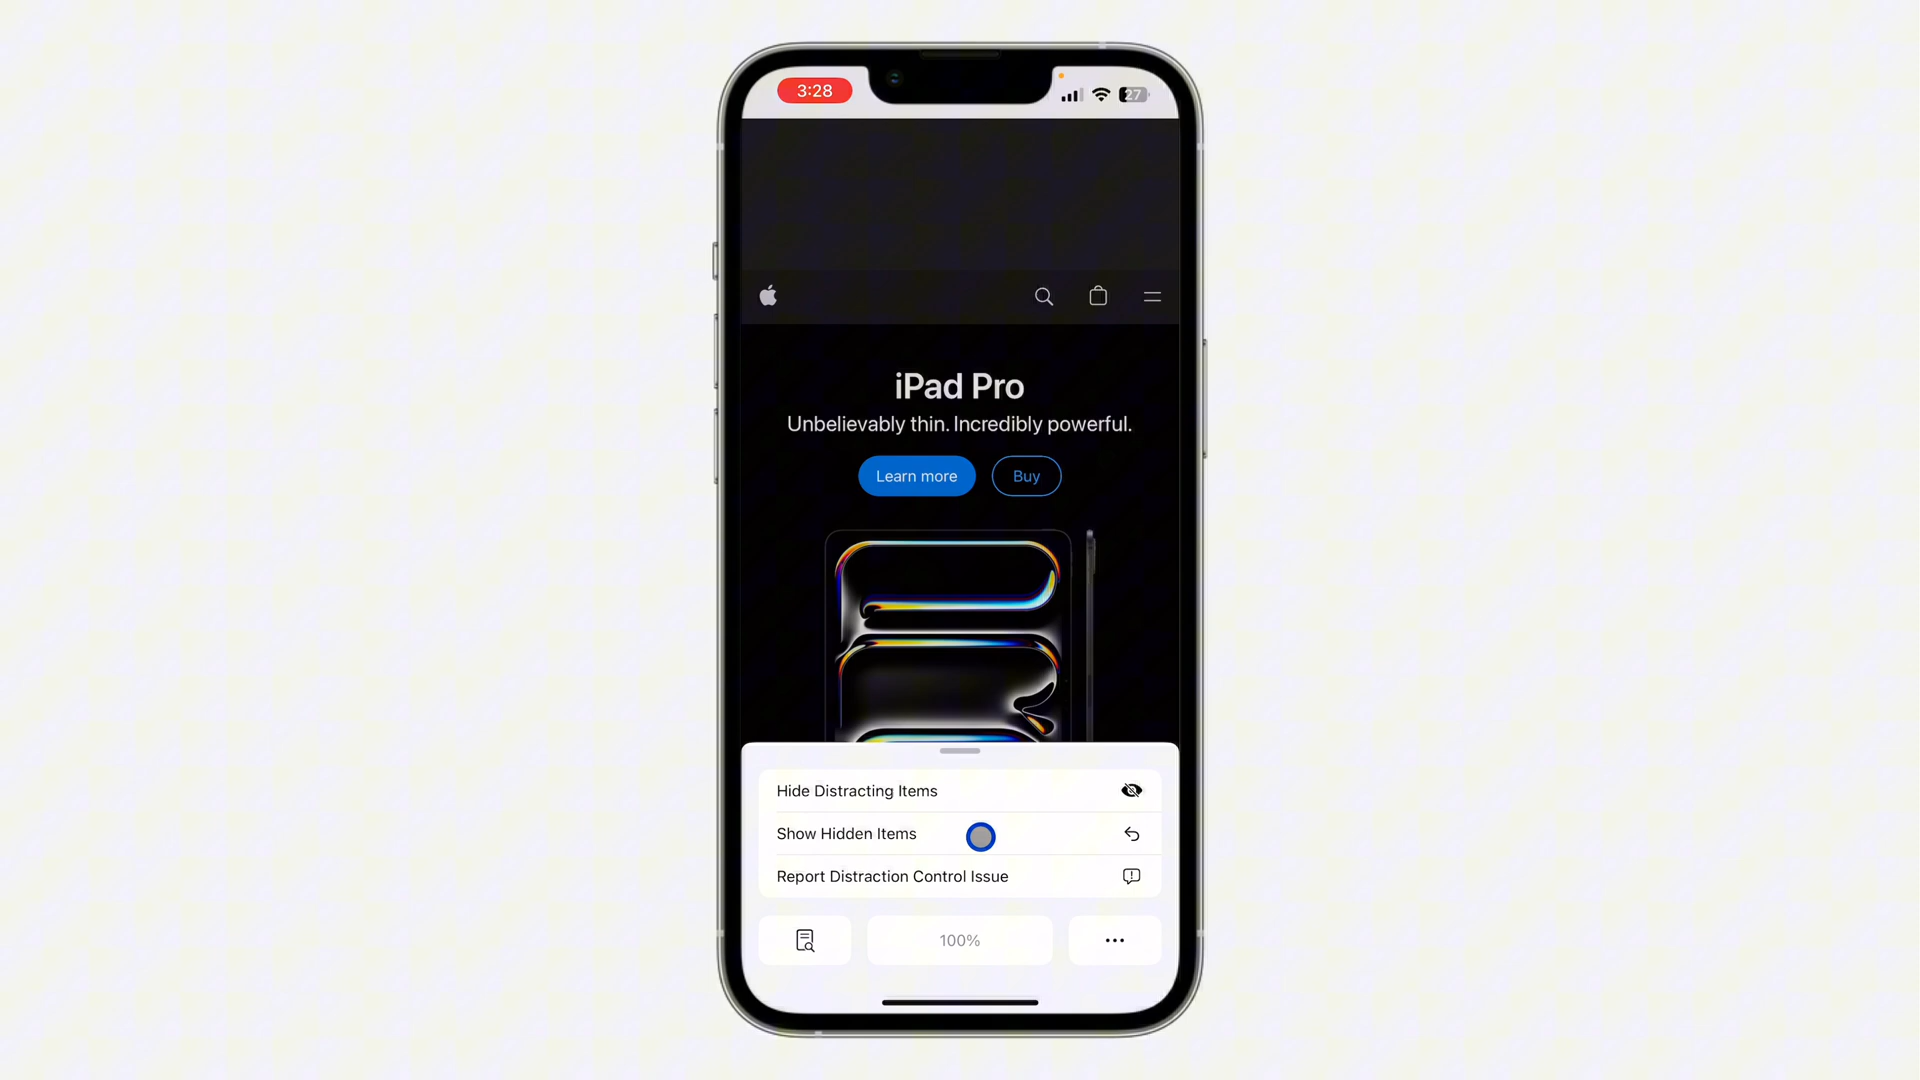 3:28
27
iPad Pro
Unbelievably thin. Incredibly powerful.
Learn more
Buy
Hide Distracting Items
Show Hidden Items
Report Distraction Control Issue
100%